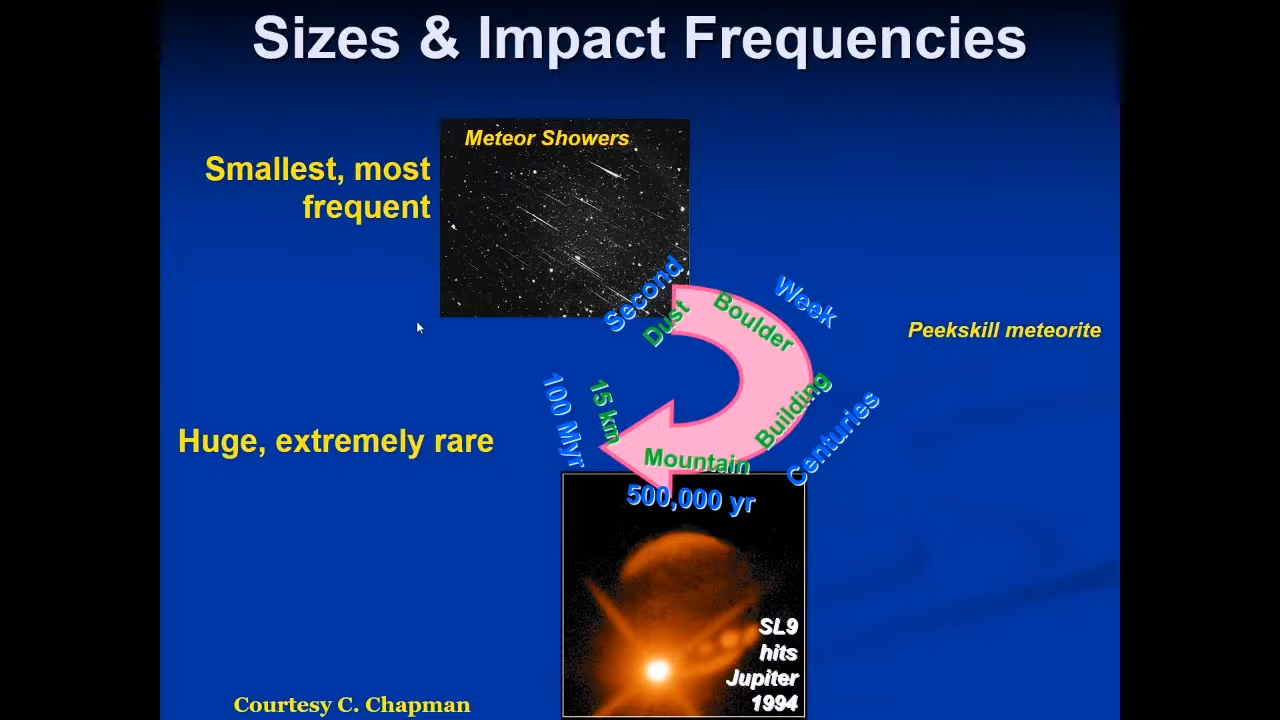 Sizes & Impact Frequencies
Meteor Showers
Smallest, most
frequent
Second
Week
Dust
Boulder
Peekskill meteorite
100 Myr
15 km
Building
Centuries
Huge, extremely rare
Mountain
500,000 yr
SL9
hits
Jupiter
1994
Courtesy C. Chapman